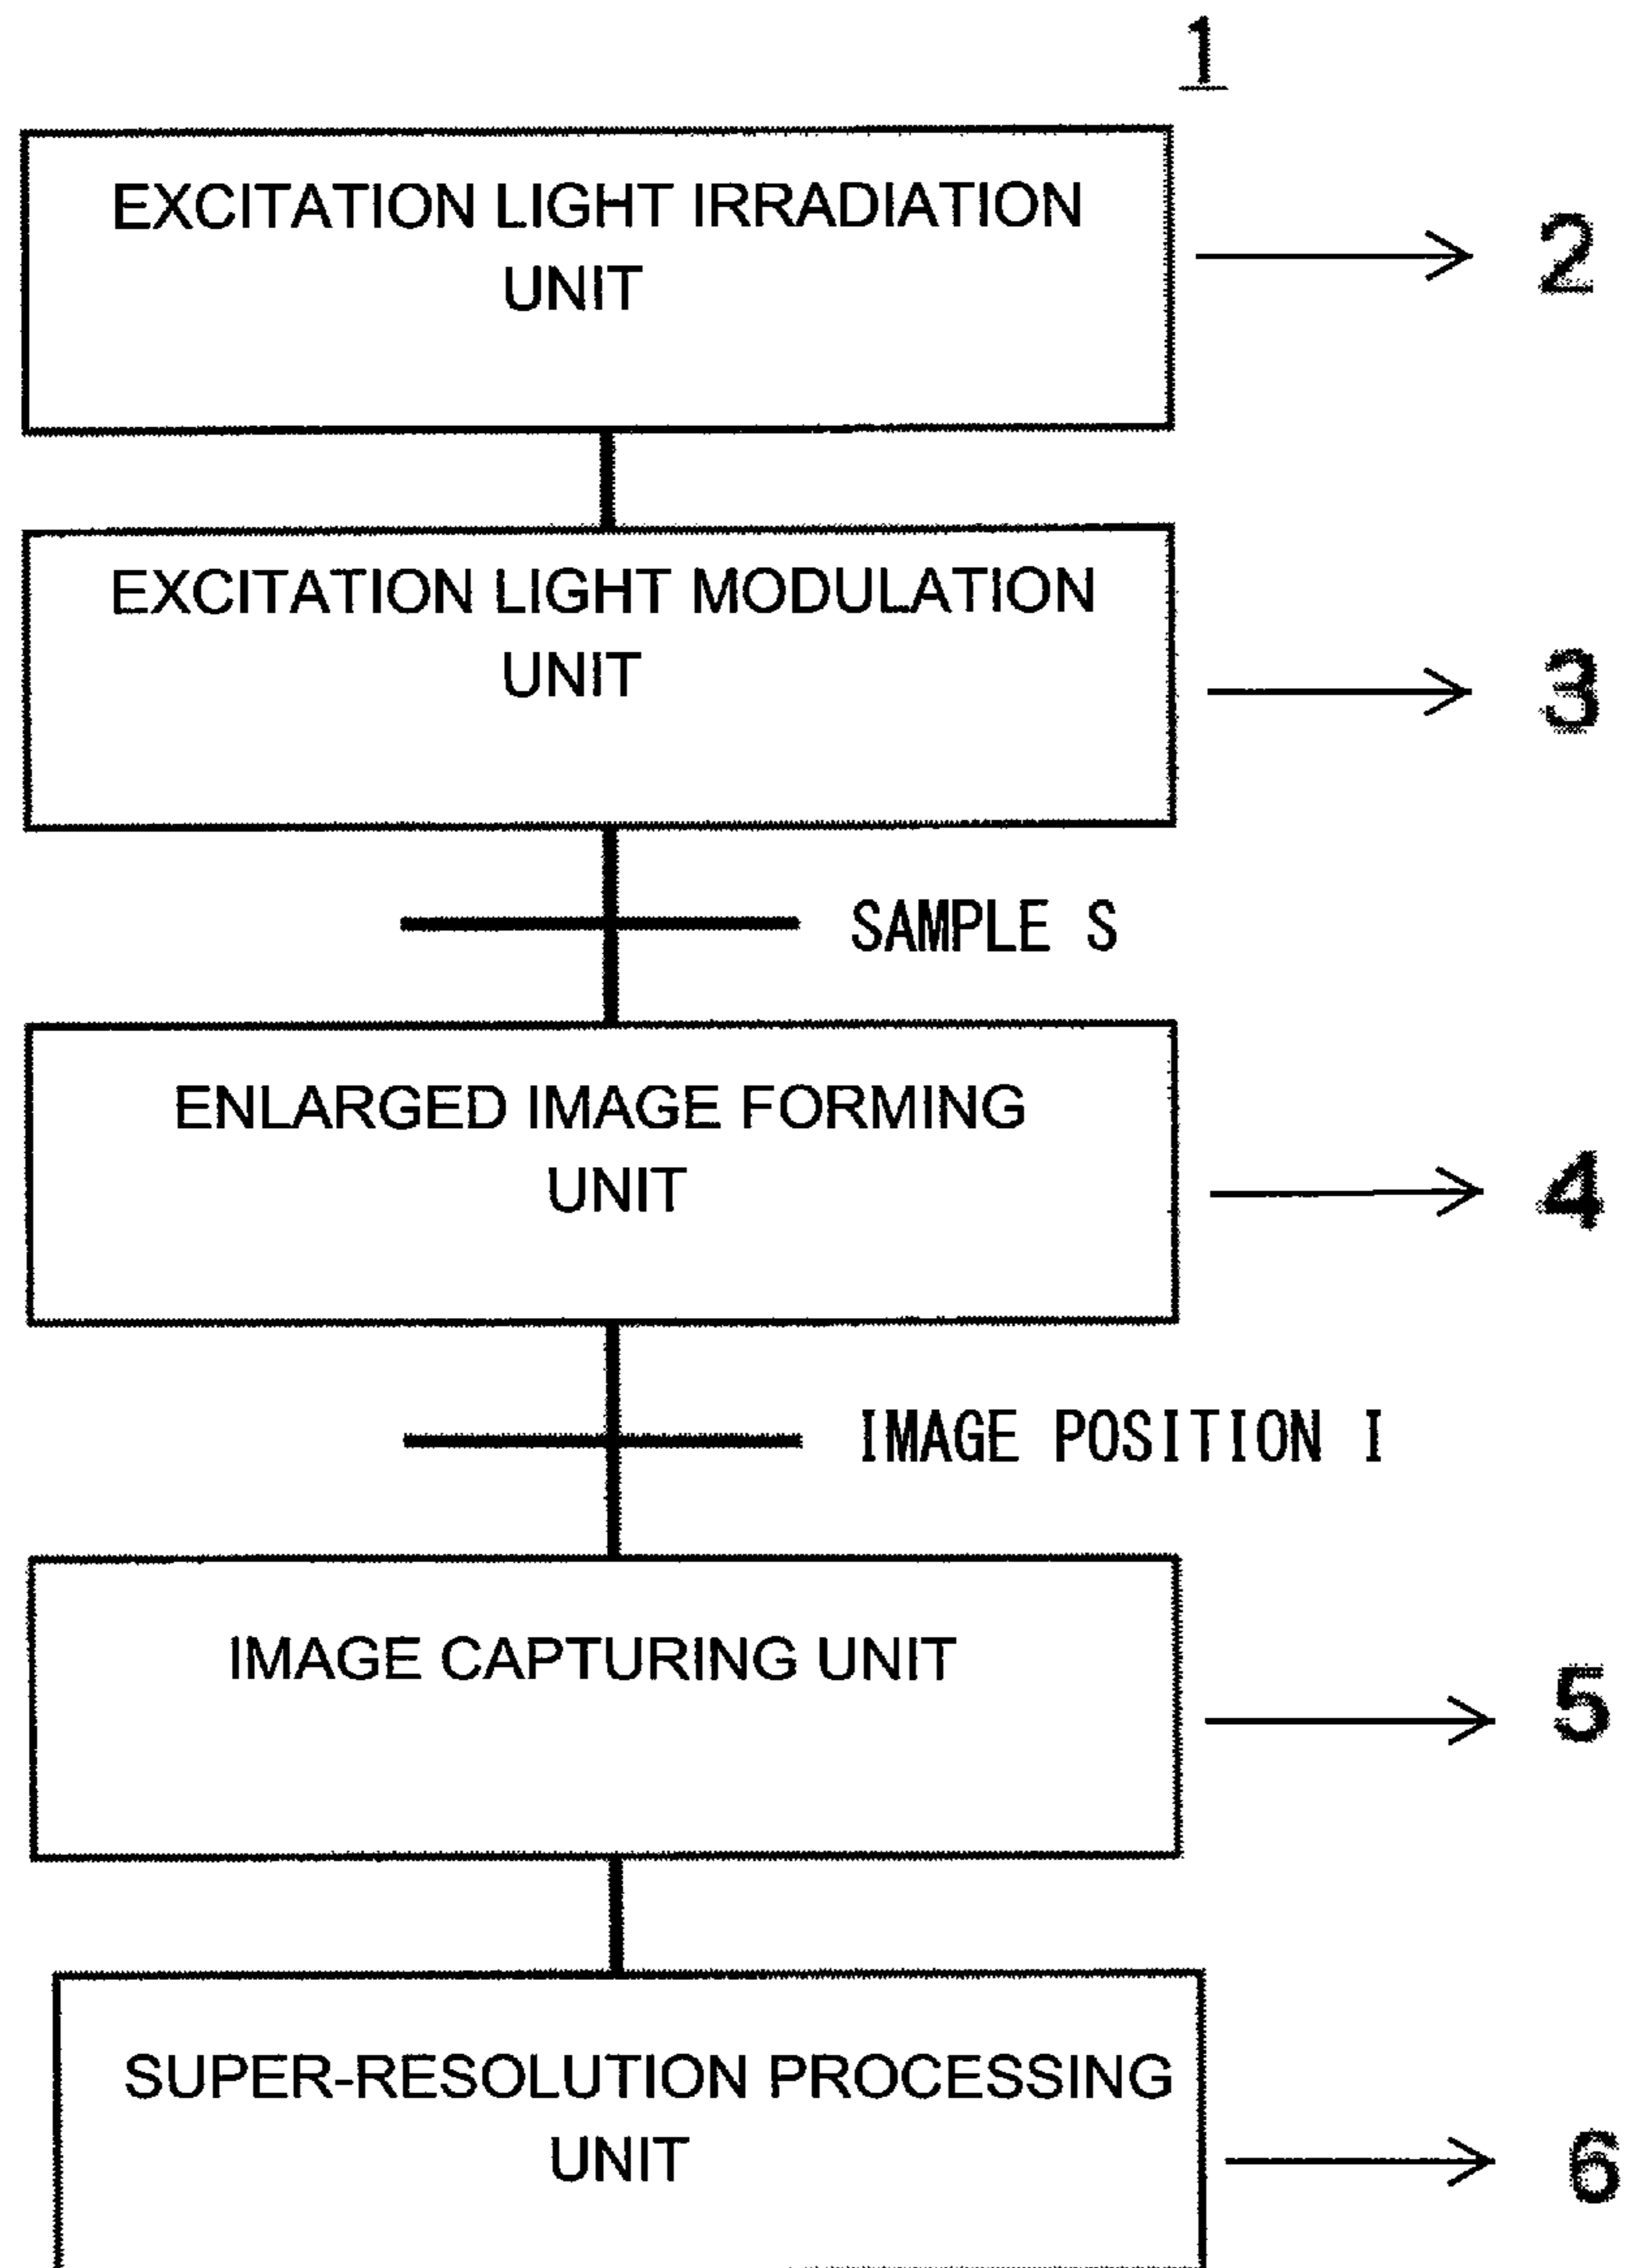 1
EXCITATION LIGHT IRRADIATION
UNIT
2
EXCITATION LIGHT MODULATION
UNIT
3
SAMPLE S
ENLARGED IMAGE FORMING
UNIT
4
IMAGE POSITION I
IMAGE CAPTURING UNIT
5
SUPER-RESOLUTION PROCESSING
UNIT
6